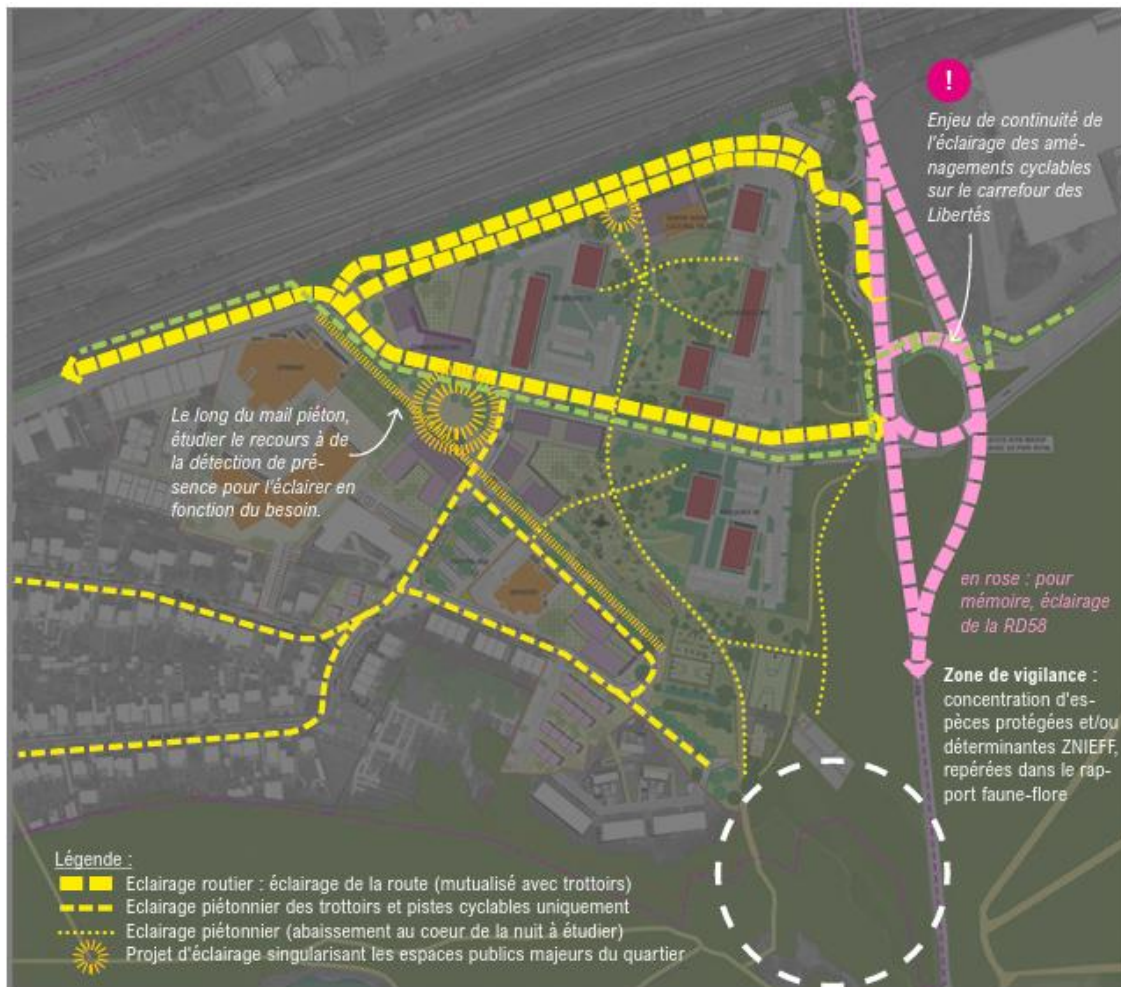 !
Enjeu de continuité de
l'éclairage des amé-
nagements cyclables
sur le carrefour des
Libertés
Le long du mail piéton,
étudier le recours à de
la détection de pré-
sence pour l'éclairer en
fonction du besoin.
en rose : pour
mémoire, éclairage
de la RD58
Zone de vigilance :
concentration d'es-
pèces protégées et/ou
déterminantes ZNIEFF,
repérées dans le rap-
port faune-flore
Légende :
Eclairage routier : éclairage de la route (mutualisé avec trottoirs)
Eclairage piétonnier des trottoirs et pistes cyclables uniquement
Eclairage piétonnier (abaissement au coeur de la nuit à étudier)
Projet d'éclairage singularisant les espaces publics majeurs du quartier